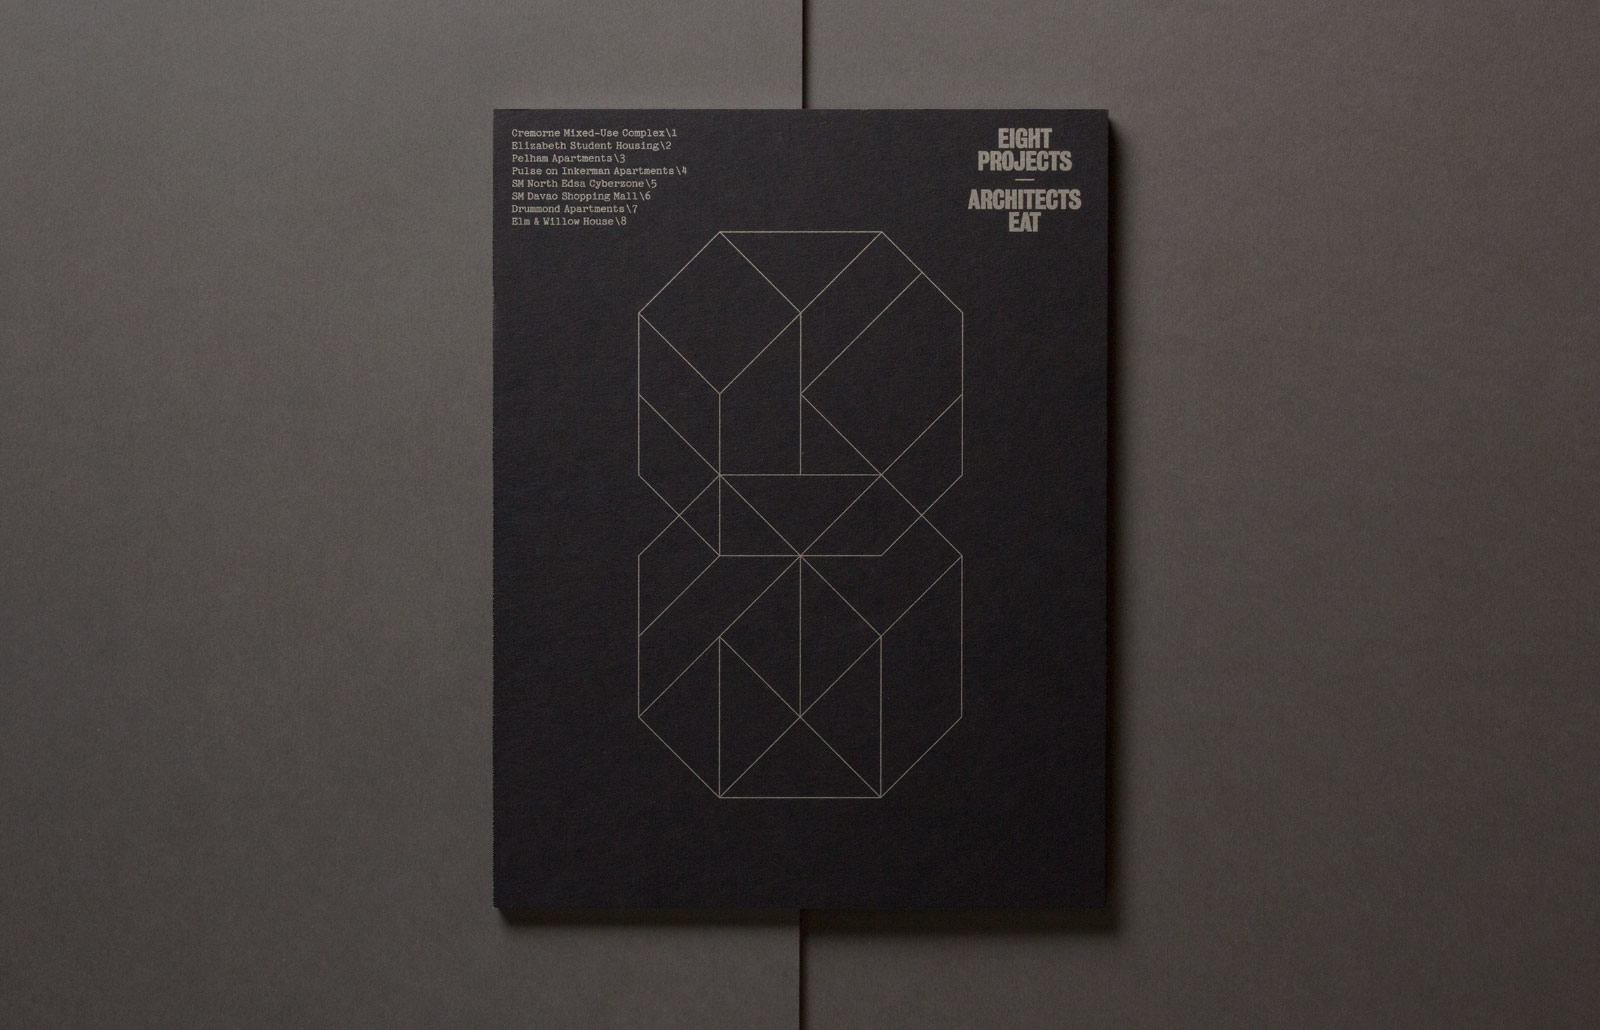 Cremorne Mixed-Use Complex\1
Elizabeth Student Housing\2
Pelham Apartments\3
Pulse on Inkerman Apartments\4
SM North Edsa Cyberzone\5
SM Davao Shopping Mall\6
Drummond Apartments\7
Elm & Willow House\8
EIGHT
PROJECTS
—
ARCHITECTS
EAT